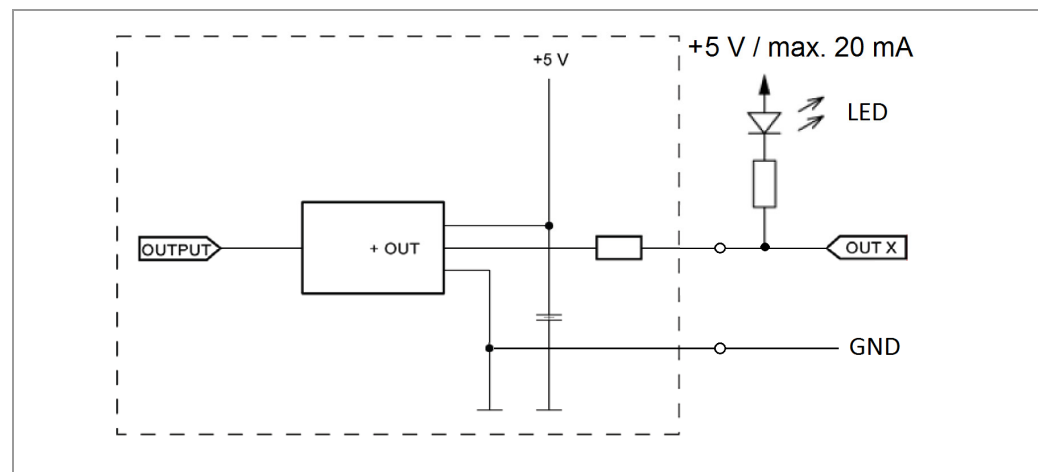 +5 V / max. 20 mA
+5 V
LED
OUTPUT
+ OUT
OUT X
GND